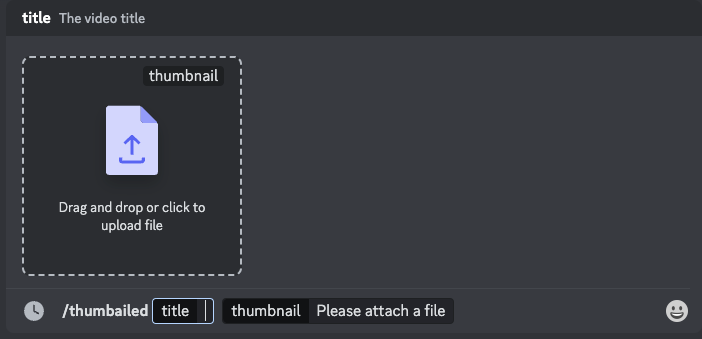 title The video title
thumbnail
Drag and drop or click to
upload file
/thumbailed title thumbnail Please attach a file